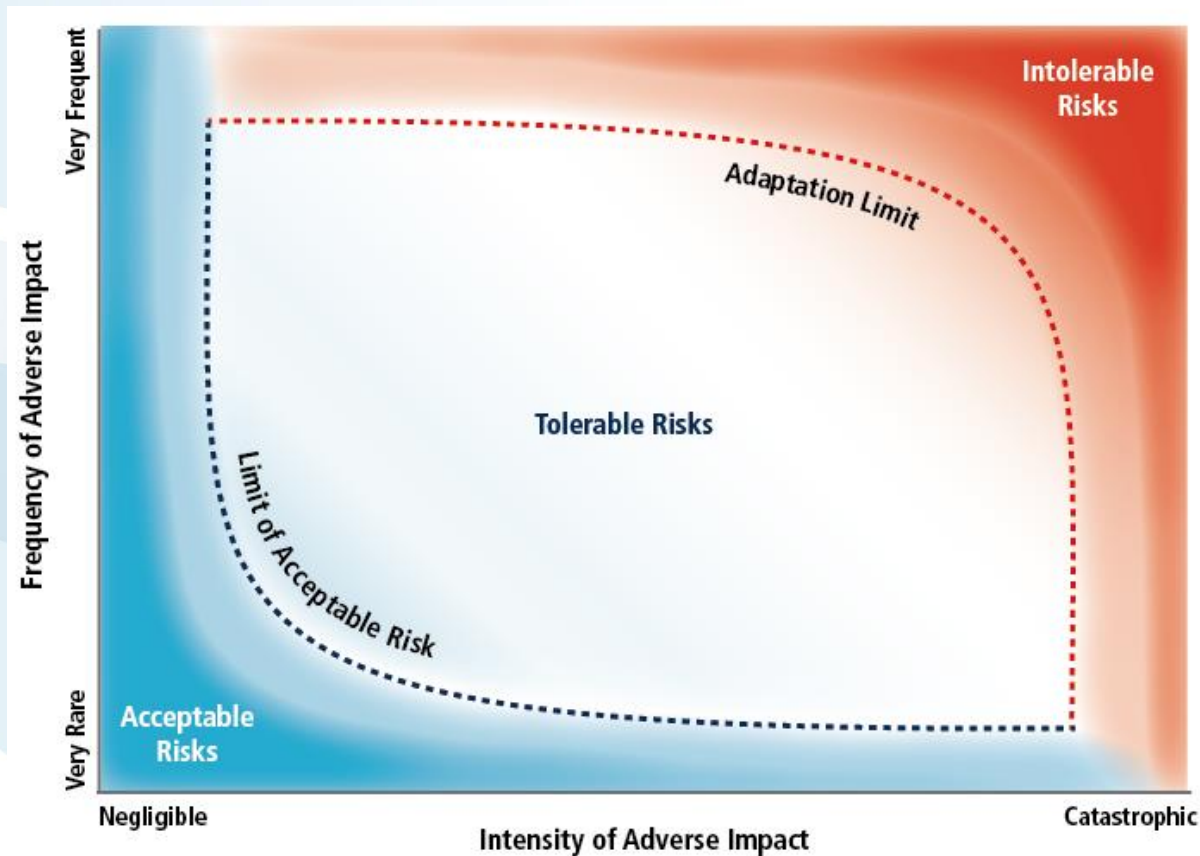 Very Frequent
Intolerable
Risks
Adaptation Limit
Frequency of Adverse Impact
Tolerable Risks
Limit of Acceptable Risk
Very Rare
Acceptable
Risks
Negligible
Catastrophic
Intensity of Adverse Impact